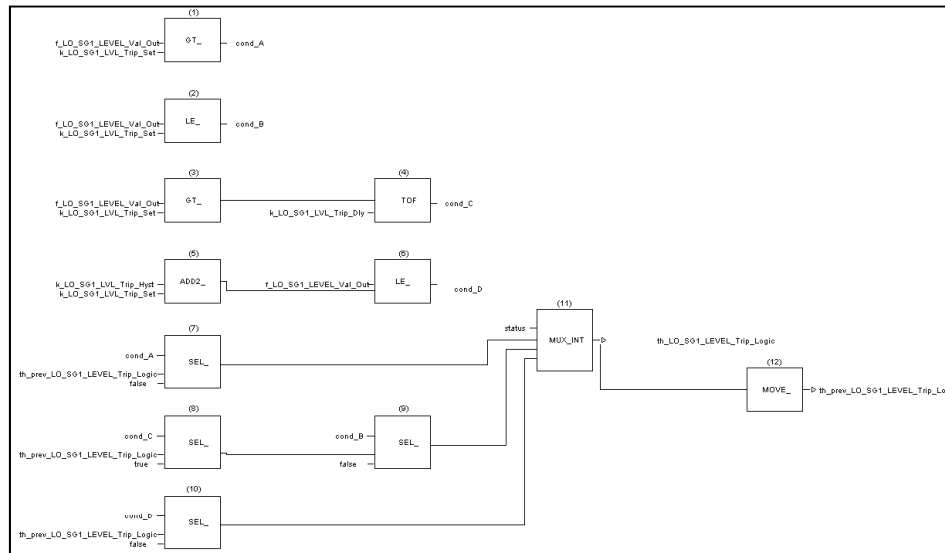 (1)
GT_
f_LO_SG1_LEVEL_Val_Out
k_LO_SG1_LVL_Trip_Set
cond_A
(2)
LE_
f_LO_SG1_LEVEL_Val_Out
k_LO_SG1_LVL_Trip_Set
cond_B
(3)
GT_
f_LO_SG1_LEVEL_Val_Out
k_LO_SG1_LVL_Trip_Set
(4)
TOF
k_LO_SG1_LVL_Trip_Dly
cond_C
(5)
ADD2_
k_LO_SG1_LVL_Trip_Hyst
k_LO_SG1_LVL_Trip_Set
(6)
LE_
f_LO_SG1_LEVEL_Val_Out
cond_D
(7)
SEL_
cond_A
th_prev_LO_SG1_LEVEL_Trip_Logic
false
(8)
SEL_
cond_C
th_prev_LO_SG1_LEVEL_Trip_Logic
true
(9)
SEL_
cond_B
false
(10)
SEL_
cond_D
th_prev_LO_SG1_LEVEL_Trip_Logic
false
(11)
MUX_INT
status
th_LO_SG1_LEVEL_Trip_Logic
(12)
MOVE_
th_prev_LO_SG1_LEVEL_Trip_Lo